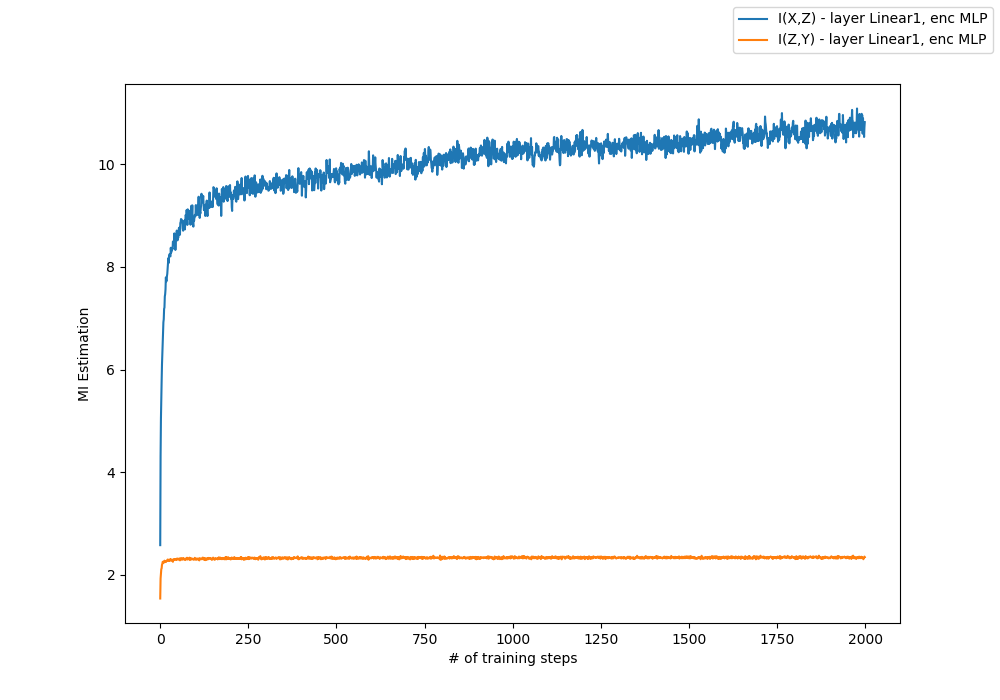 I(X,Z) - layer Linear1, enc MLP
I(Z,Y) - layer Linear1, enc MLP
10
8
6
4
2
MI Estimation
0 250 500 750 1000 1250 1500 1750 2000
# of training steps